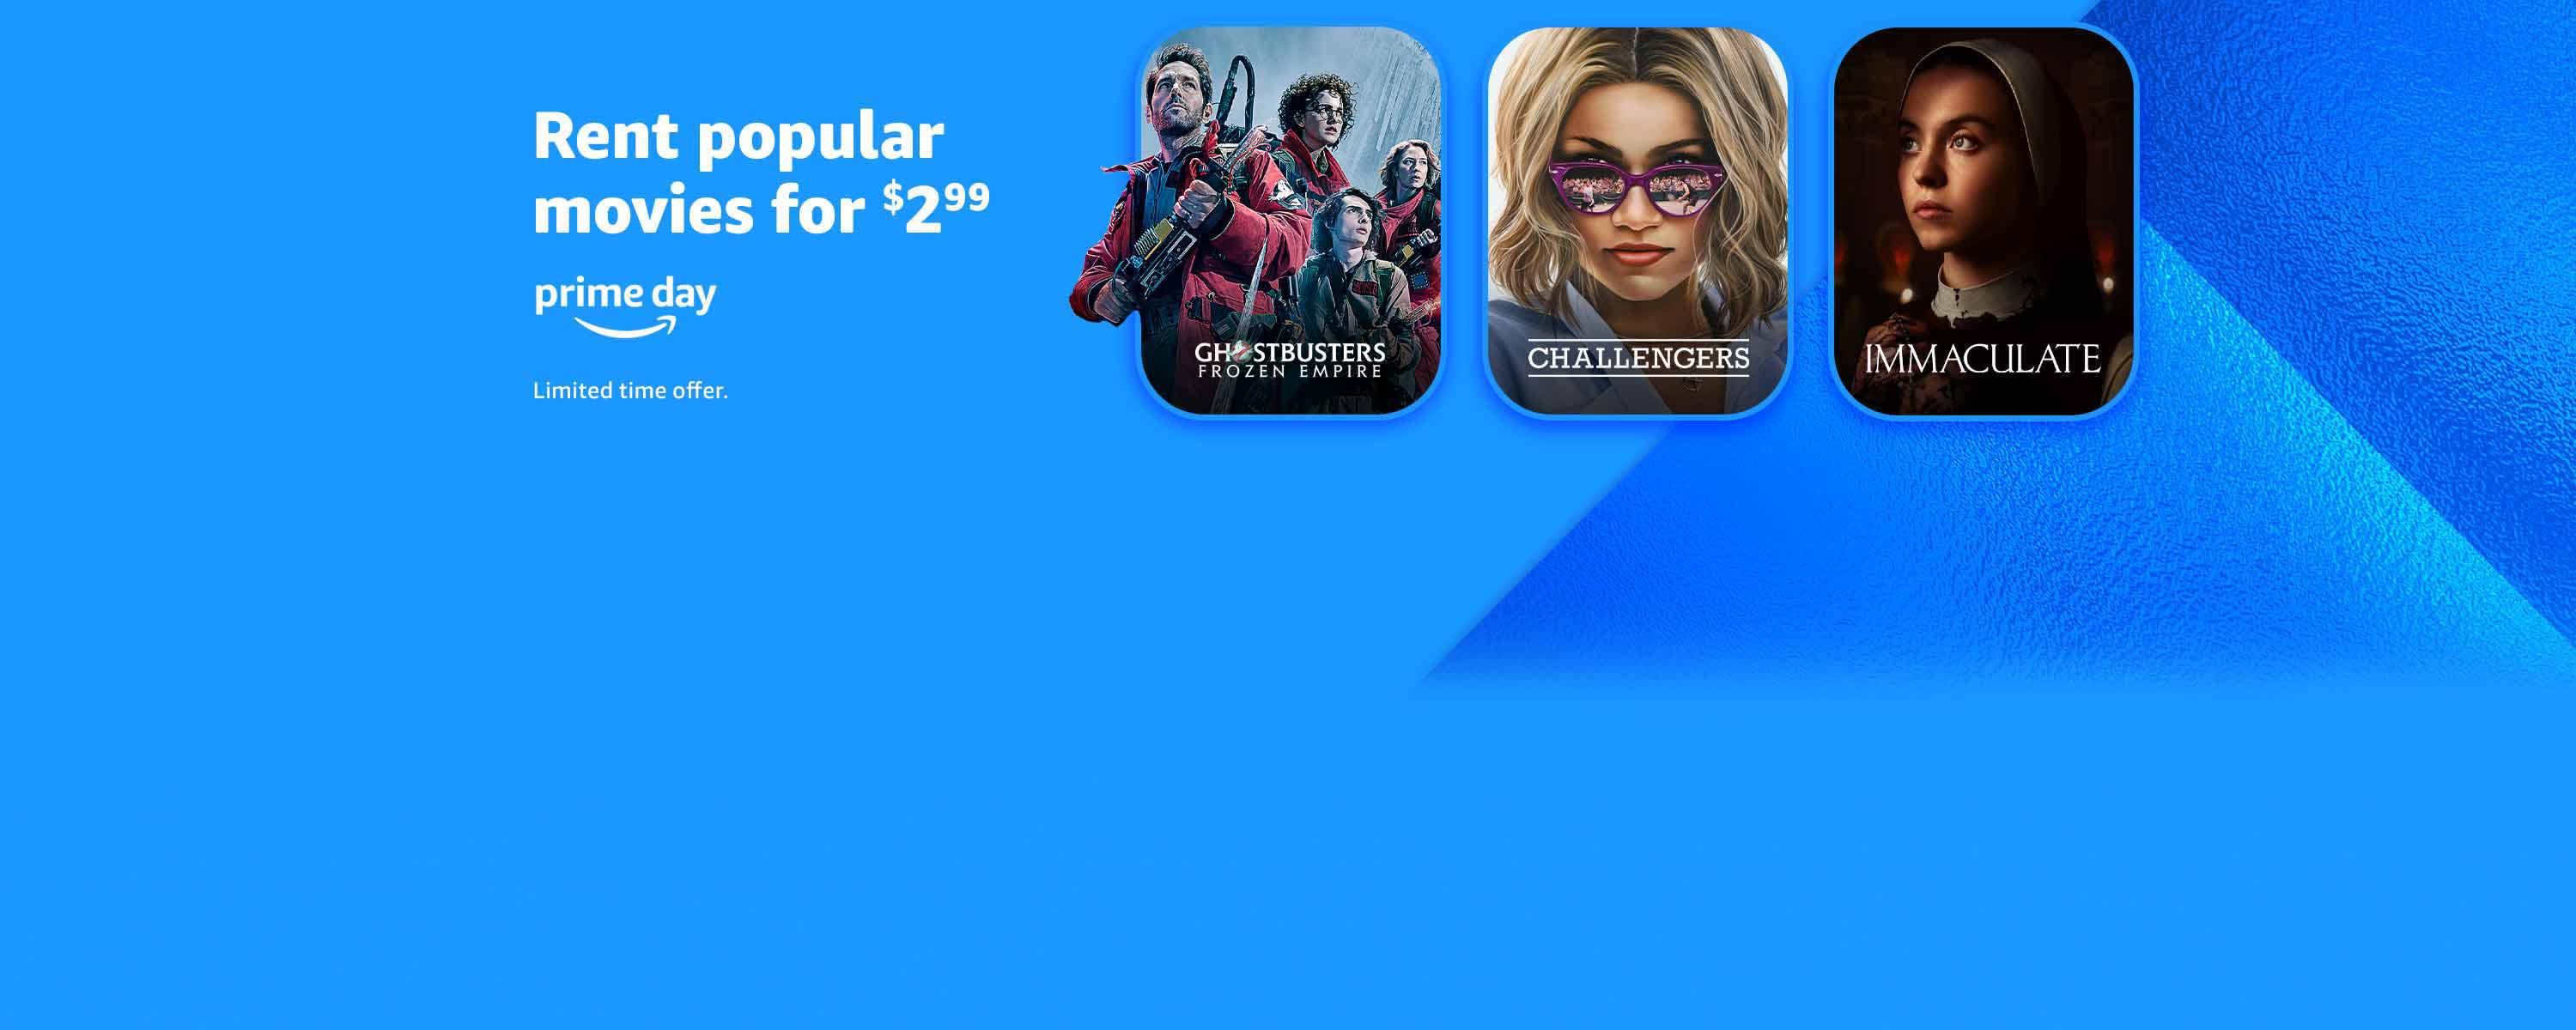 Rent popular
movies for $2.99
prime day
Limited time offer.
GHOSTBUSTERS
FROZEN EMPIRE
CHALLENGERS
IMMACULATE